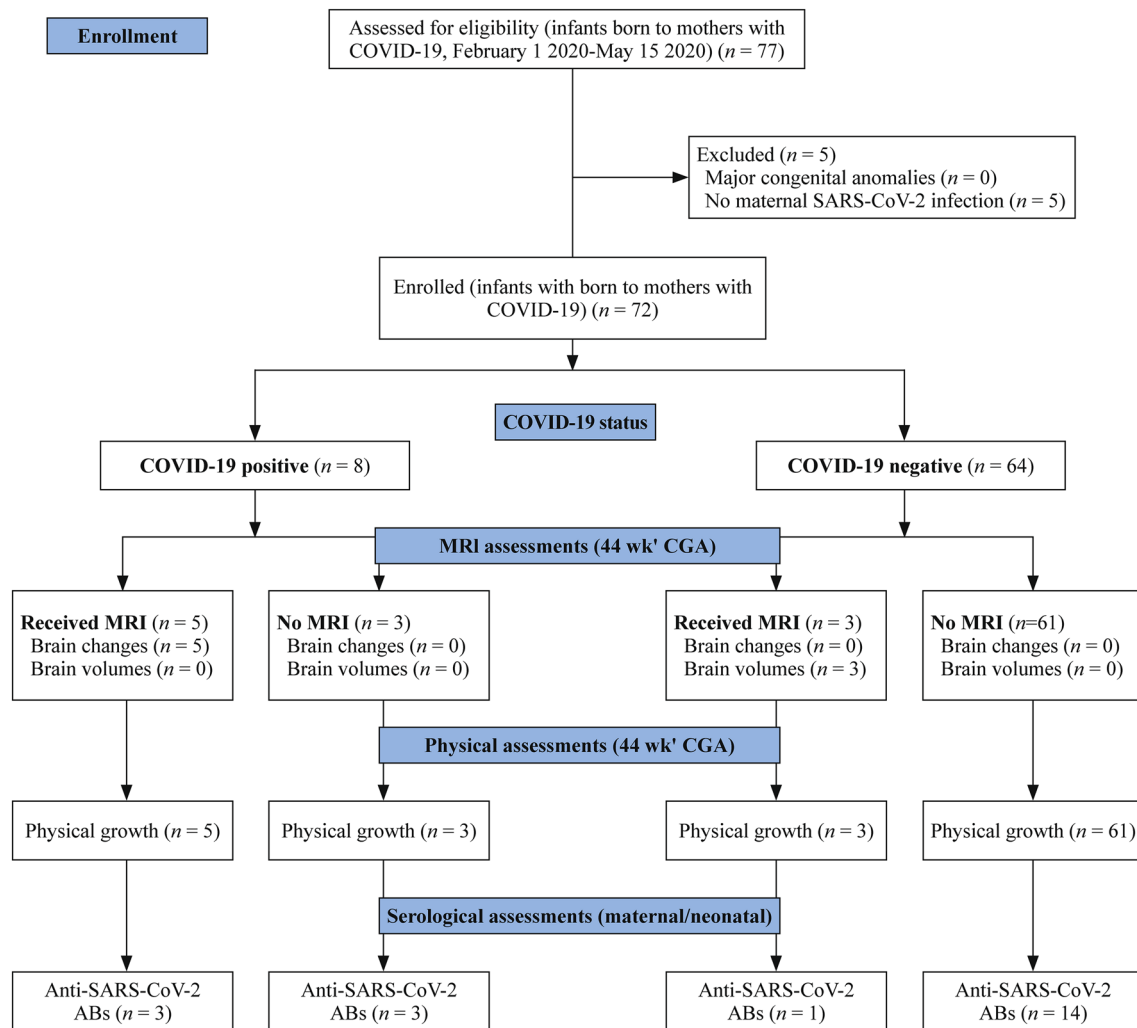 Enrollment
Assessed for eligibility (infants born to mothers with
COVID-19, February 1 2020-May 15 2020) (n = 77)
Excluded (n = 5)
Major congenital anomalies (n = 0)
No maternal SARS-CoV-2 infection (n = 5)
Enrolled (infants with born to mothers with
COVID-19) (n = 72)
COVID-19 status
COVID-19 positive (n = 8)
COVID-19 negative (n = 64)
MRI assessments (44 wk' CGA)
Received MRI (n = 5)
Brain changes (n = 5)
Brain volumes (n = 0)
No MRI (n = 3)
Brain changes (n = 0)
Brain volumes (n = 0)
Received MRI (n = 3)
Brain changes (n = 0)
Brain volumes (n = 3)
No MRI (n=61)
Brain changes (n = 0)
Brain volumes (n = 0)
Physical assessments (44 wk' CGA)
Physical growth (n = 5)
Physical growth (n = 3)
Physical growth (n = 3)
Physical growth (n = 61)
Serological assessments (maternal/neonatal)
Anti-SARS-CoV-2
ABs (n = 3)
Anti-SARS-CoV-2
ABs (n = 3)
Anti-SARS-CoV-2
ABs (n = 1)
Anti-SARS-CoV-2
ABs (n = 14)